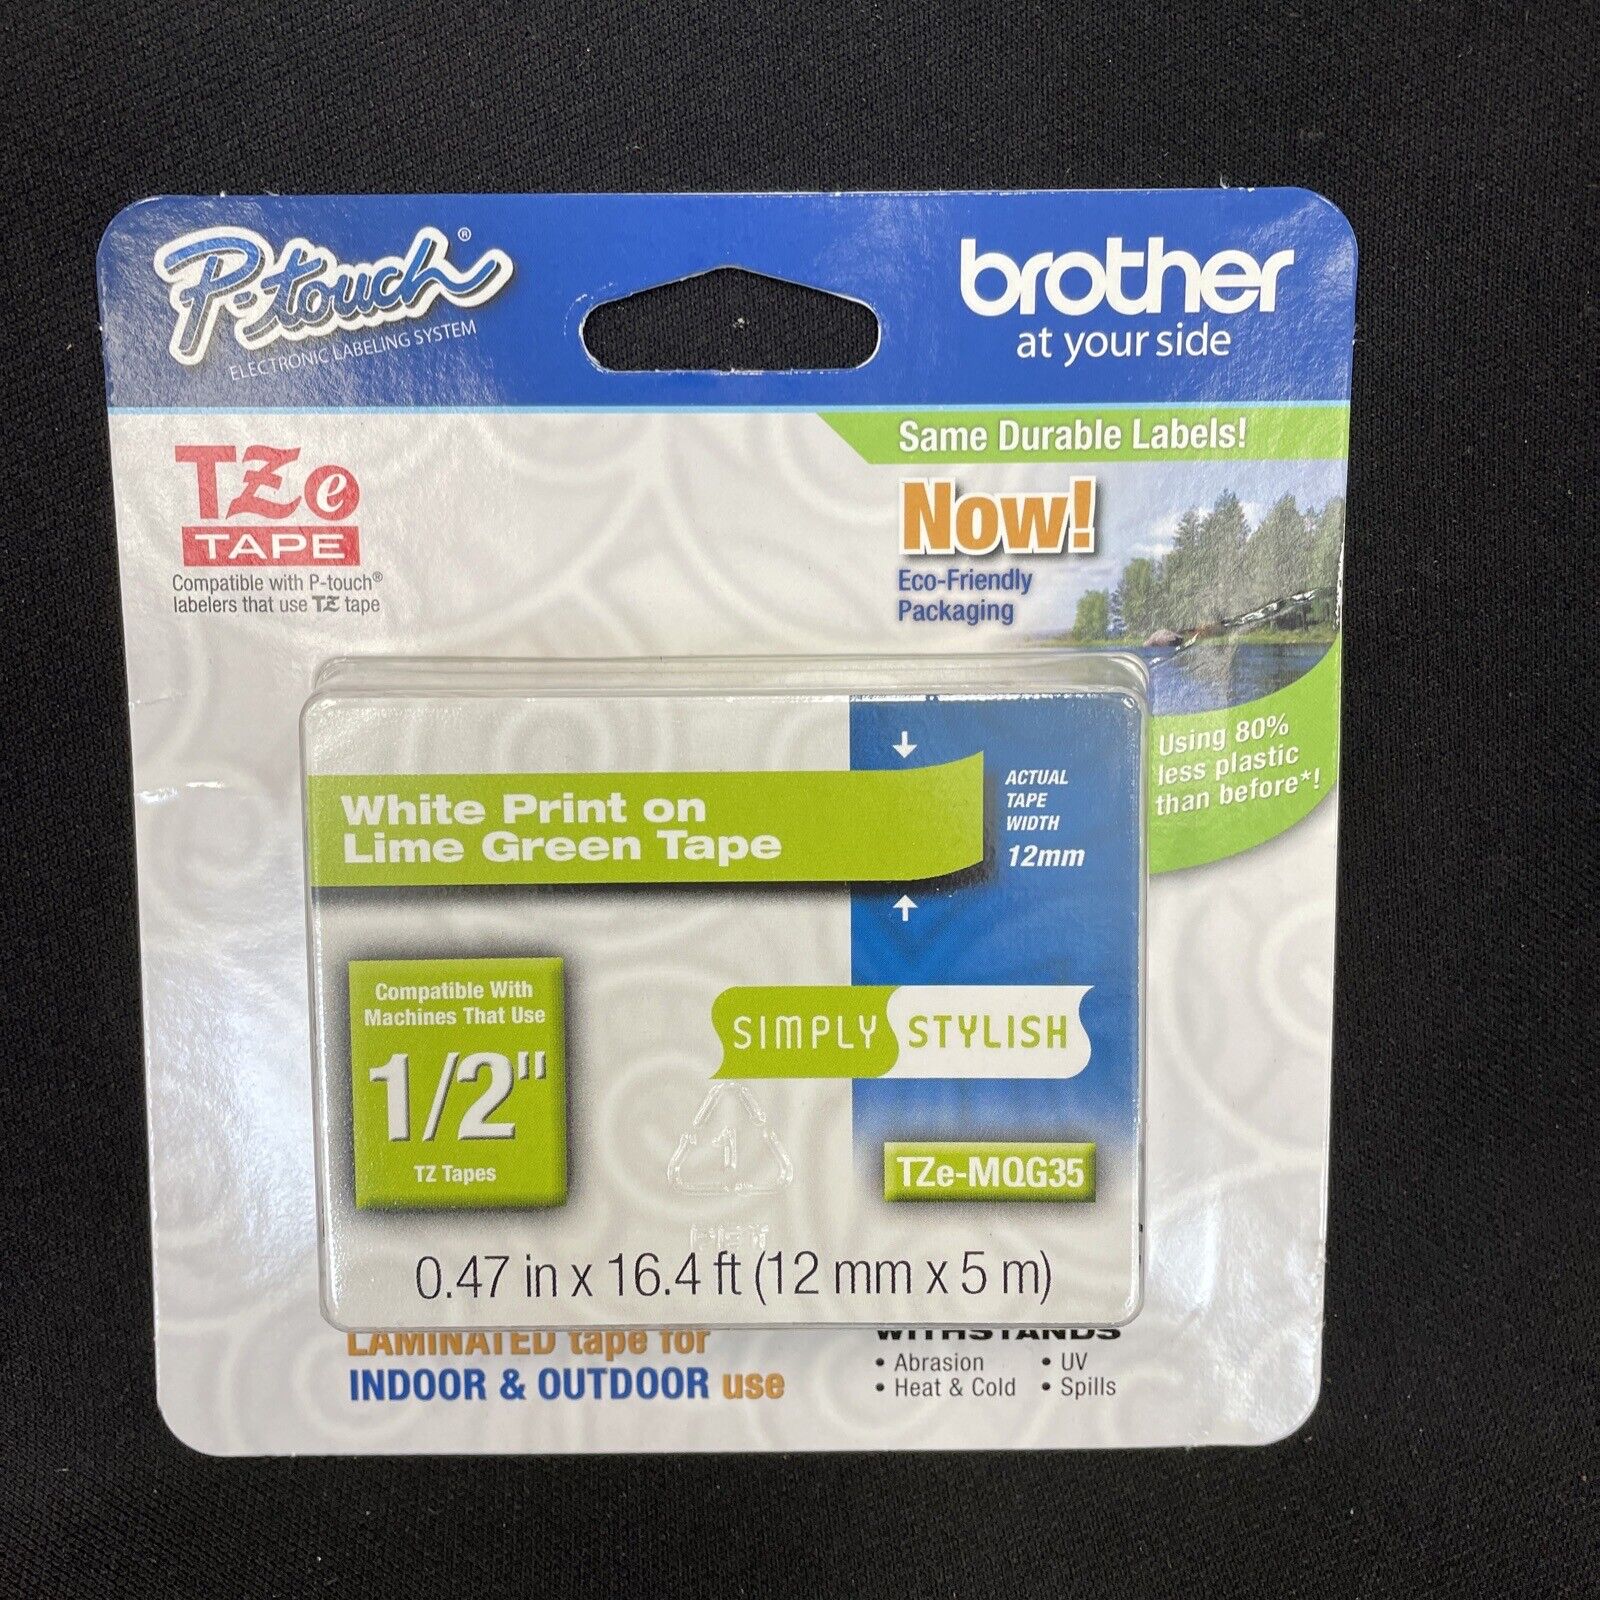 P-touch®
ELECTRONIC LABELING SYSTEM
brother
at your side
TZe
TAPE
Compatible with P-touch®
labelers that use TZ tape
Same Durable Labels!
Now!
Eco-Friendly
Packaging
Using 80%
less plastic
than before*!
White Print on
Lime Green Tape
ACTUAL
TAPE
WIDTH
12mm
Compatible With
Machines That Use
1/2"
TZ Tapes
SIMPLY STYLISH
1
TZe-MQG35
0.47 in x 16.4 ft (12 mm x 5 m)
LAMINATED tape for
INDOOR & OUTDOOR use
WITHSTANDS
• Abrasion • UV
• Heat & Cold • Spills